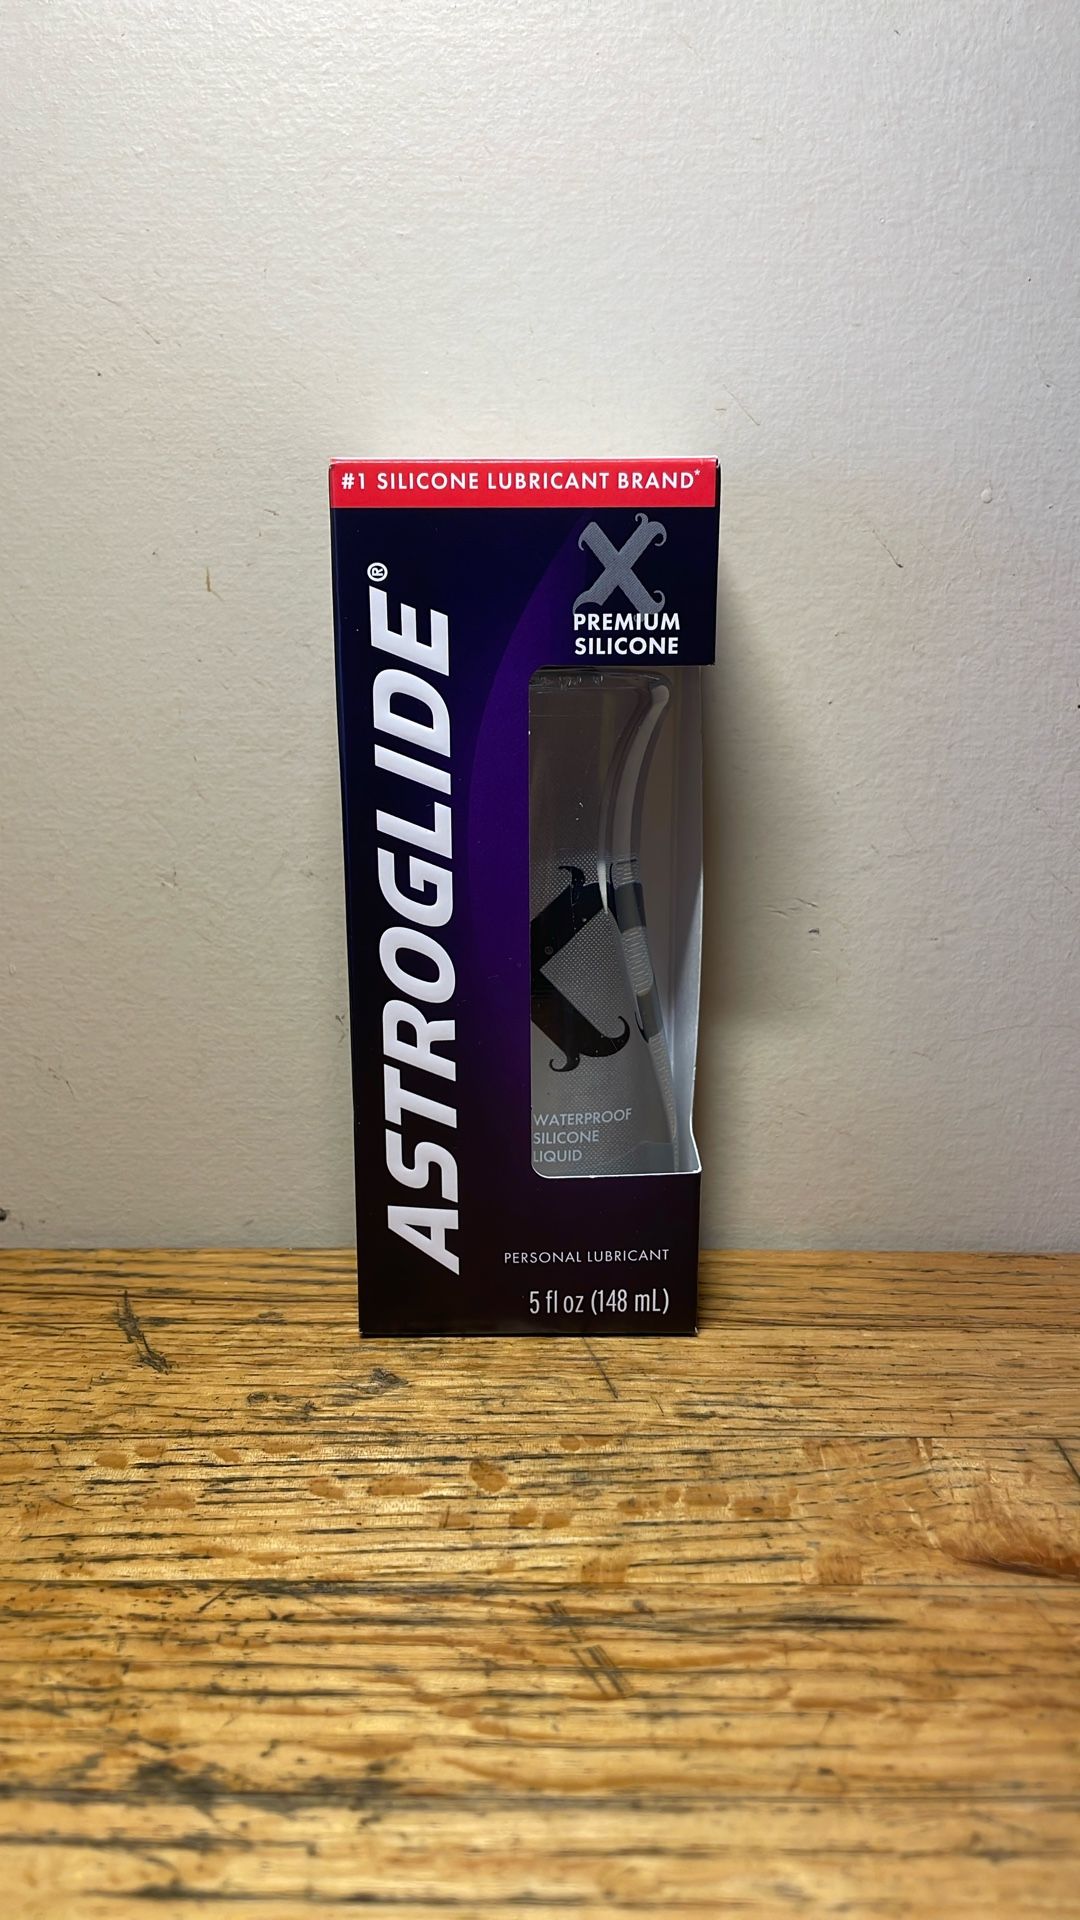 #1 SILICONE LUBRICANT BRAND*
X
PREMIUM
SILICONE
ASTROGLIDE®
WATERPROOF
SILICONE
LIQUID
PERSONAL LUBRICANT
5 fl oz (148 mL)